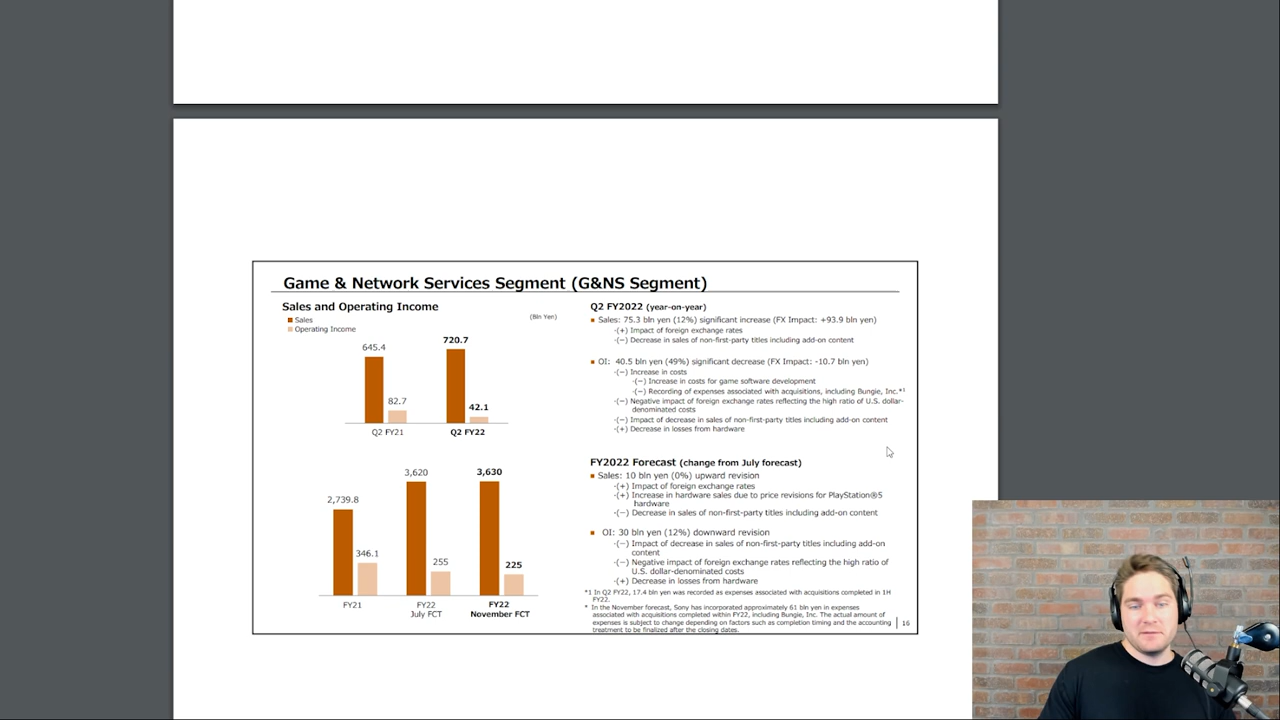 Game & Network Services Segment (G&NS Segment)
Sales and Operating Income
(Bln Yen)
Sales
Operating Income
645.4
82.7
720.7
42.1
Q2 FY21
Q2 FY22
2,739.8
346.1
3,620
255
3,630
225
FY21
FY22
July FCT
FY22
November FCT
Q2 FY2022 (year-on-year)
Sales: 75.3 bln yen (12%) significant increase (FX Impact: +93.9 bln yen)
-(+) Impact of foreign exchange rates
-(−) Decrease in sales of non-first-party titles including add-on content
OI: 40.5 bln yen (49%) significant decrease (FX Impact: -10.7 bln yen)
-(−) Increase in costs
-(−) Increase in costs for game software development
-(−) Recording of expenses associated with acquisitions, including Bungie, Inc.*1
-(−) Negative impact of foreign exchange rates reflecting the high ratio of U.S. dollar-
denominated costs
-(−) Impact of decrease in sales of non-first-party titles including add-on content
-(+) Decrease in losses from hardware
FY2022 Forecast (change from July forecast)
Sales: 10 bln yen (0%) upward revision
-(+) Impact of foreign exchange rates
-(+) Increase in hardware sales due to price revisions for PlayStation®5
hardware
-(−) Decrease in sales of non-first-party titles including add-on content
OI: 30 bln yen (12%) downward revision
-(−) Impact of decrease in sales of non-first-party titles including add-on
content
-(−) Negative impact of foreign exchange rates reflecting the high ratio of
U.S. dollar-denominated costs
-(+) Decrease in losses from hardware
*1 In Q2 FY22, 17.4 bln yen was recorded as expenses associated with acquisitions completed in 1H
FY22.
* In the November forecast, Sony has incorporated approximately 61 bln yen in expenses
associated with acquisitions completed within FY22, including Bungie, Inc. The actual amount of
expenses is subject to change depending on factors such as completion timing and the accounting
treatment to be finalized after the closing dates.
16